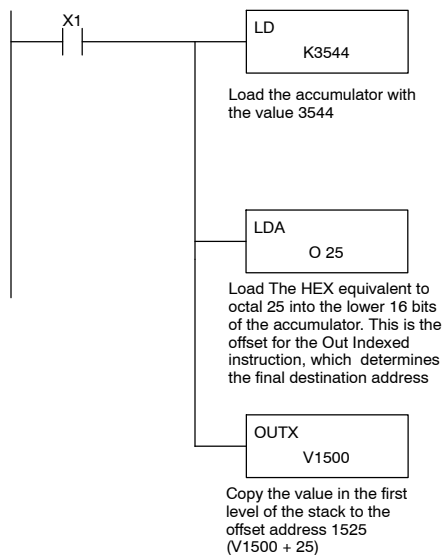 X1
LD
K3544
Load the accumulator with
the value 3544
LDA
O 25
Load The HEX equivalent to
octal 25 into the lower 16 bits
of the accumulator. This is the
offset for the Out Indexed
instruction, which determines
the final destination address
OUTX
V1500
Copy the value in the first
level of the stack to the
offset address 1525
(V1500 + 25)